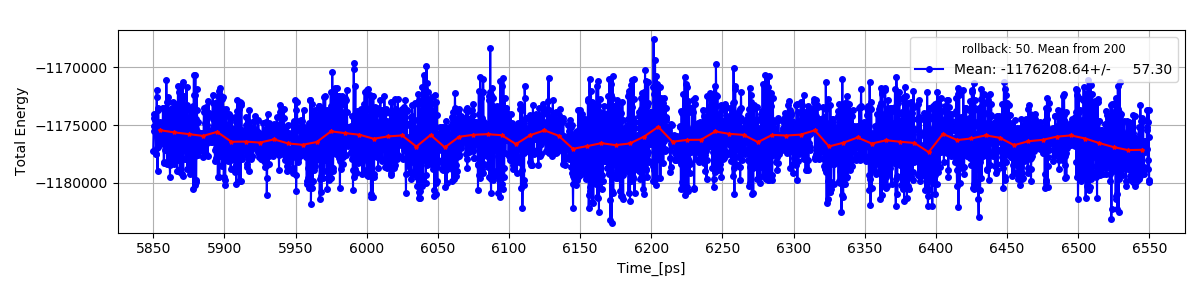 rollback: 50. Mean from 200
Mean: -1176208.64+/-     57.30
Total Energy
−1170000
−1175000
−1180000
5850 5900 5950 6000 6050 6100 6150 6200 6250 6300 6350 6400 6450 6500 6550
Time_[ps]